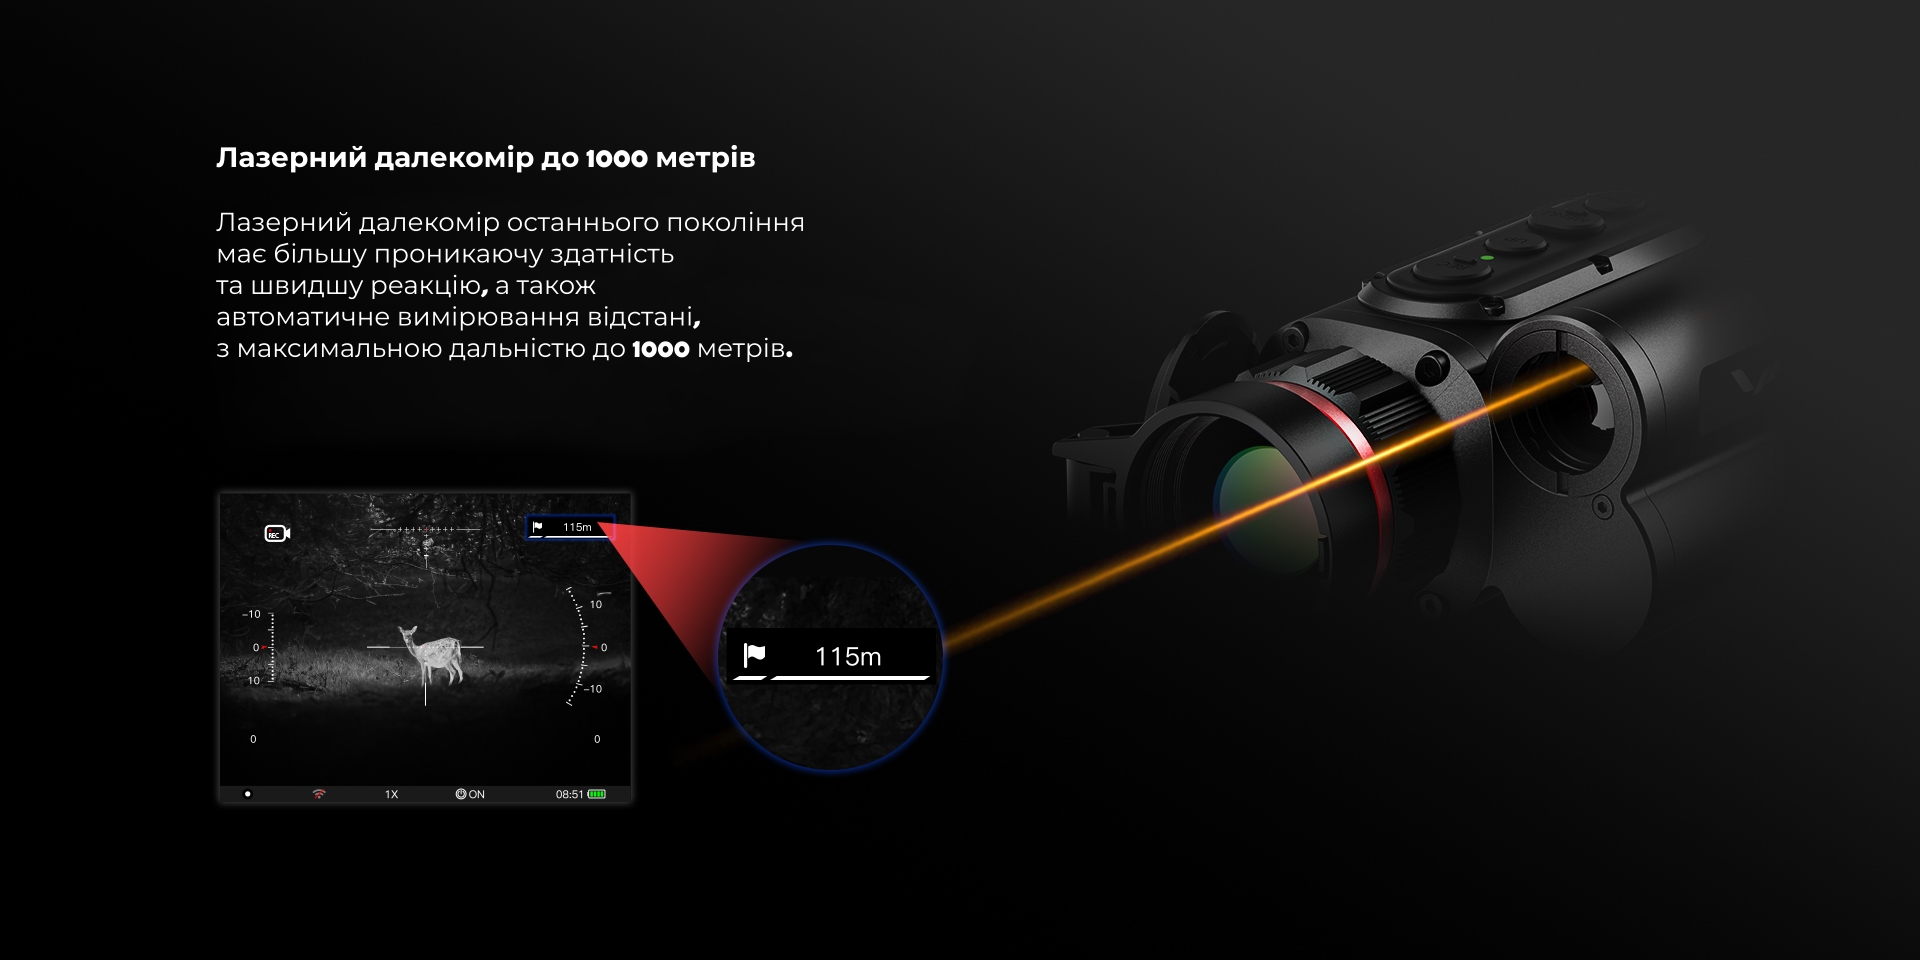 Лазерний далекомір до 1000 метрів
Лазерний далекомір останнього покоління
має більшу проникаючу здатність
та швидшу реакцію, а також
автоматичне вимірювання відстані,
з максимальною дальністю до 1000 метрів.
REC
115m
-10
0
10
10
0
-10
0
0
1X
ON
08:51
115m